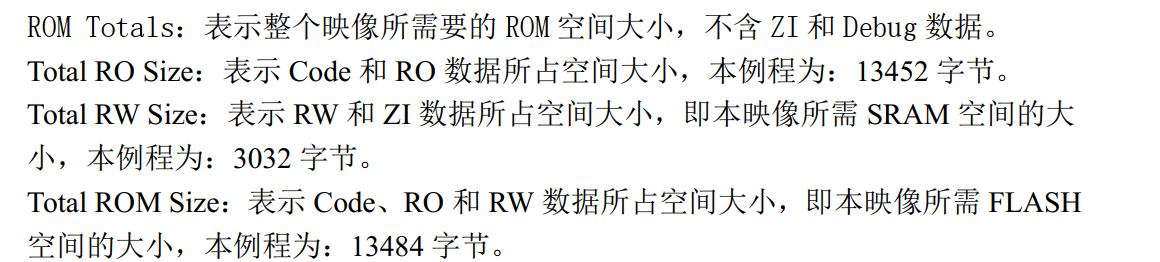 ROM Totals：表示整个映像所需要的 ROM 空间大小，不含 ZI 和 Debug 数据。
Total RO Size：表示 Code 和 RO 数据所占空间大小，本例程为：13452 字节。
Total RW Size：表示 RW 和 ZI 数据所占空间大小，即本映像所需 SRAM 空间的大
小，本例程为：3032 字节。
Total ROM Size：表示 Code、RO 和 RW 数据所占空间大小，即本映像所需 FLASH
空间的大小，本例程为：13484 字节。